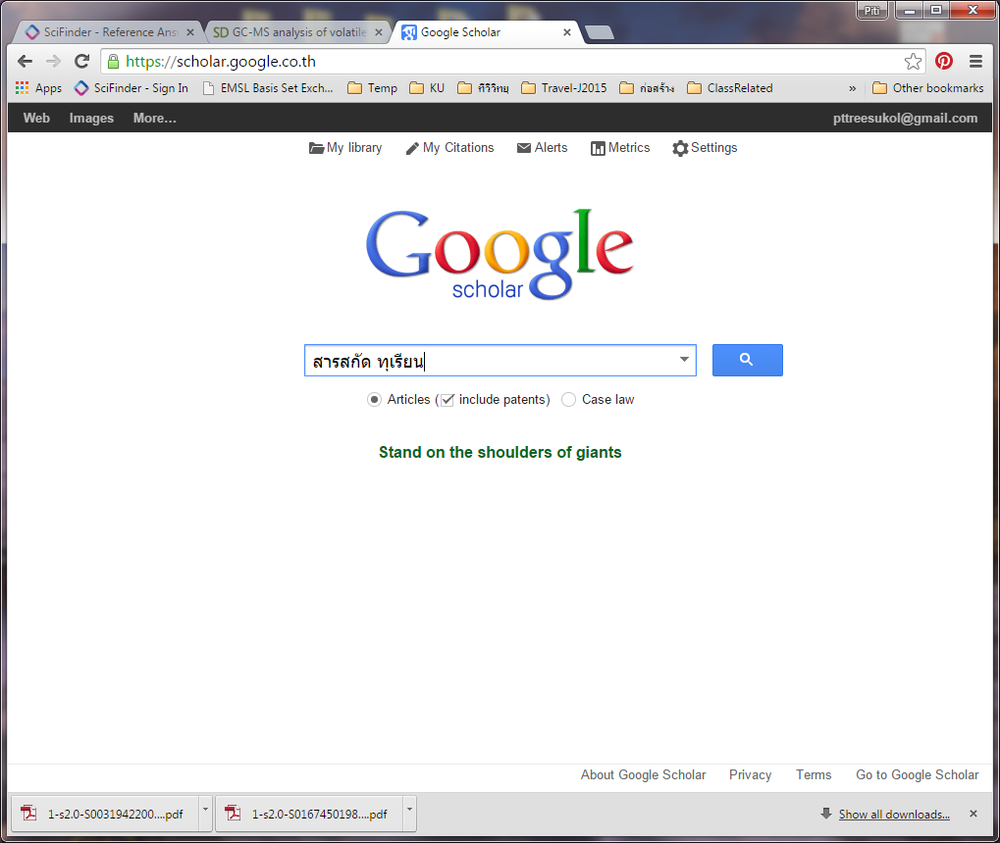 Piti
SciFinder - Reference Answ
SD GC-MS analysis of volatile
Google Scholar
https://scholar.google.co.th
Apps SciFinder - Sign In EMSL Basis Set Exch... Temp KU Travel-J2015 ก่อสร้าง ClassRelated » Other bookmarks
Web Images More... pttreesukol@gmail.com
My library My Citations Alerts Metrics Settings
Google
scholar
สารสกัด ทุเรียน
Articles (include patents) Case law
Stand on the shoulders of giants
About Google Scholar Privacy Terms Go to Google Scholar
1-s2.0-S0031942200....pdf 1-s2.0-S0167450198....pdf Show all downloads...